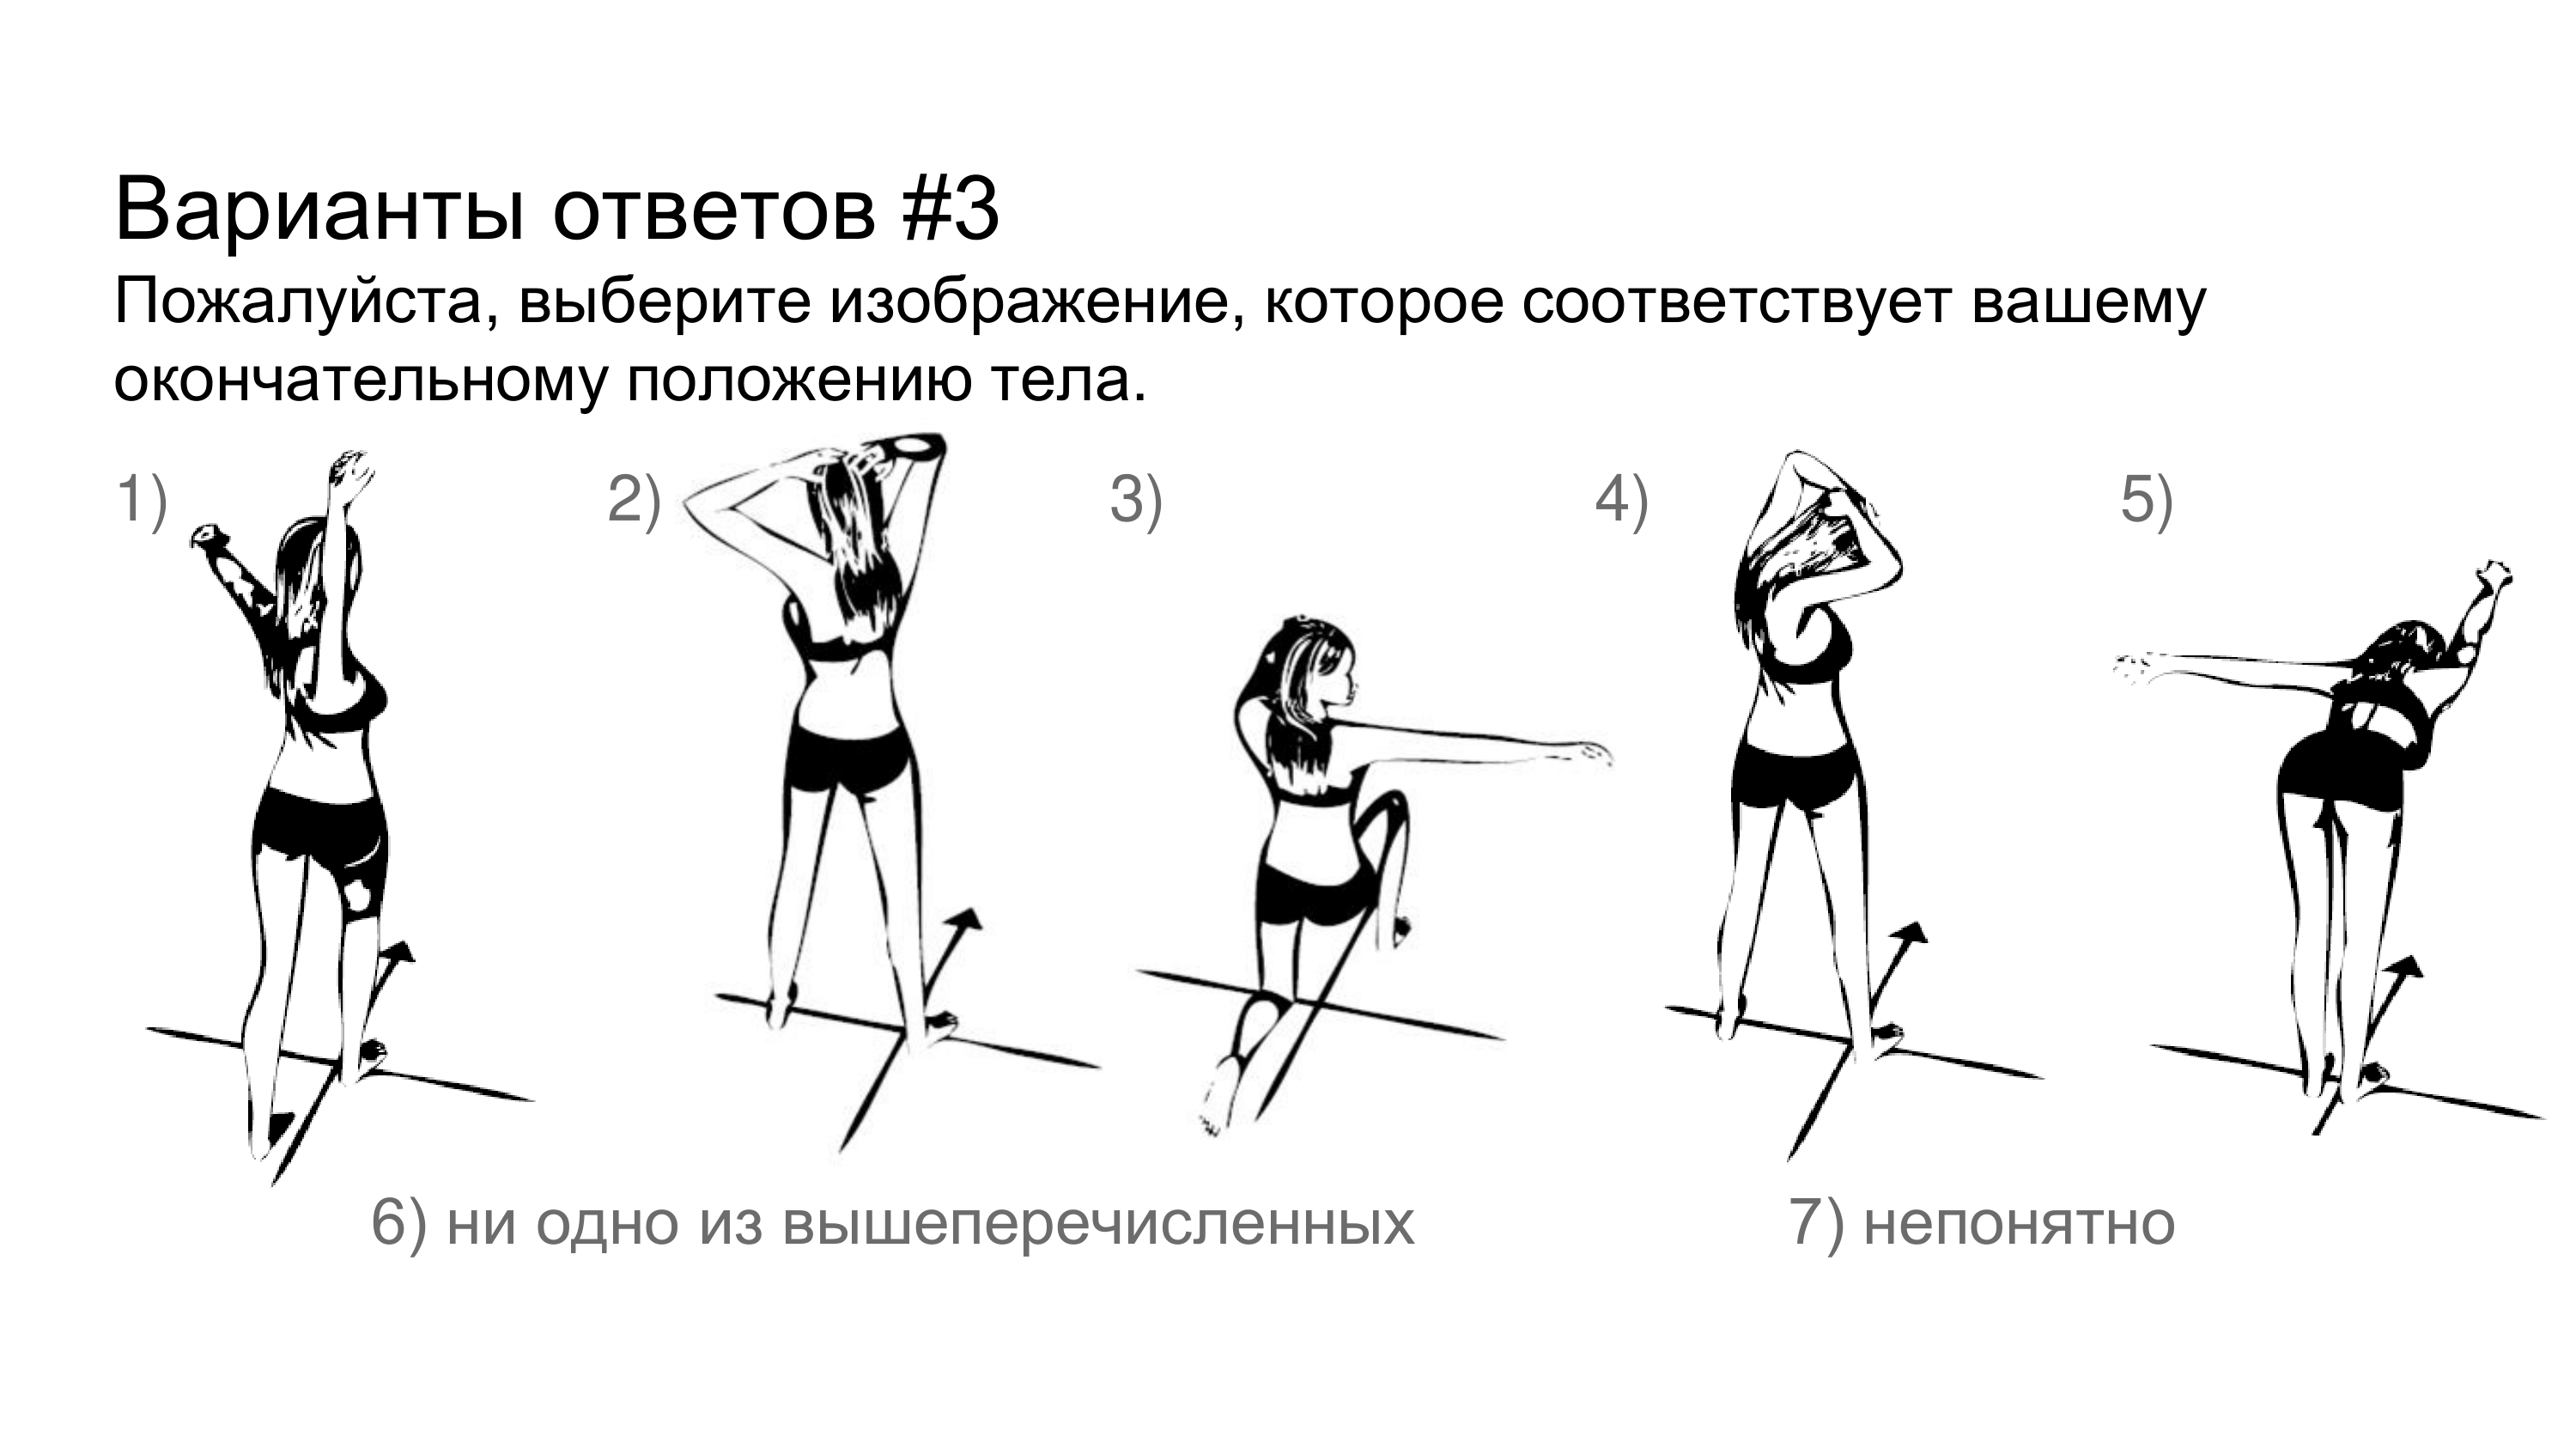 Варианты ответов #3
Пожалуйста, выберите изображение, которое соответствует вашему
окончательному положению тела.
1) 2) 3) 4) 5)
6) ни одно из вышеперечисленных 7) непонятно